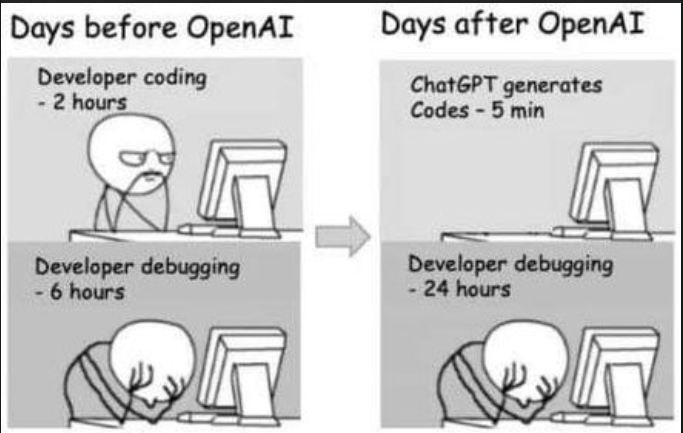 Days before OpenAI
Developer coding
- 2 hours
Developer debugging
- 6 hours
Days after OpenAI
ChatGPT generates
Codes - 5 min
Developer debugging
- 24 hours